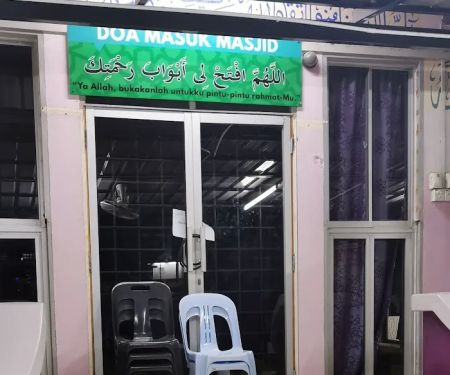 DOA MASUK MASJID
اللَّهُمَّ افْتَحْ لِى أَبْوَابَ رَحْمَتِكَ
"Ya Allah, bukakanlah untukku pintu-pintu rahmat-Mu."